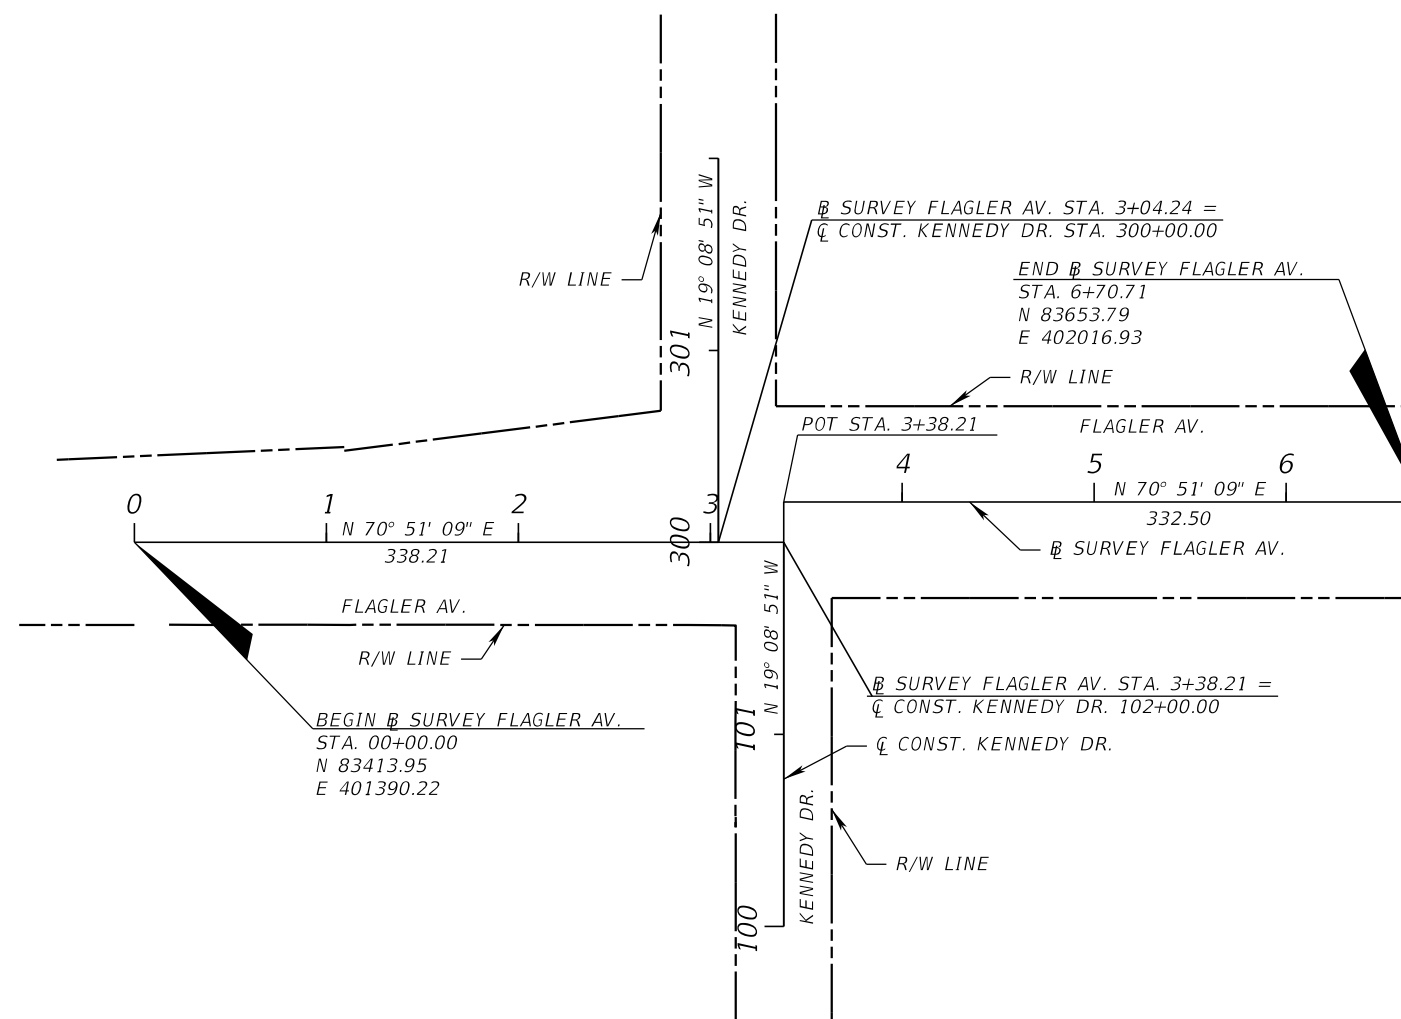 N 19° 08' 51" W
KENNEDY DR.
℄ SURVEY FLAGLER AV. STA. 3+04.24 =
℄ CONST. KENNEDY DR. STA. 300+00.00
R/W LINE
END ℄ SURVEY FLAGLER AV.
STA. 6+70.71
N 83653.79
E 402016.93
301
R/W LINE
POT STA. 3+38.21
FLAGLER AV.
4
5
6
N 70° 51' 09" E
332.50
0
1
2
3
N 70° 51' 09" E
338.21
300
℄ SURVEY FLAGLER AV.
FLAGLER AV.
R/W LINE
N 19° 08' 51" W
℄ SURVEY FLAGLER AV. STA. 3+38.21 =
℄ CONST. KENNEDY DR. 102+00.00
BEGIN ℄ SURVEY FLAGLER AV.
STA. 00+00.00
N 83413.95
E 401390.22
101
℄ CONST. KENNEDY DR.
KENNEDY DR.
R/W LINE
100